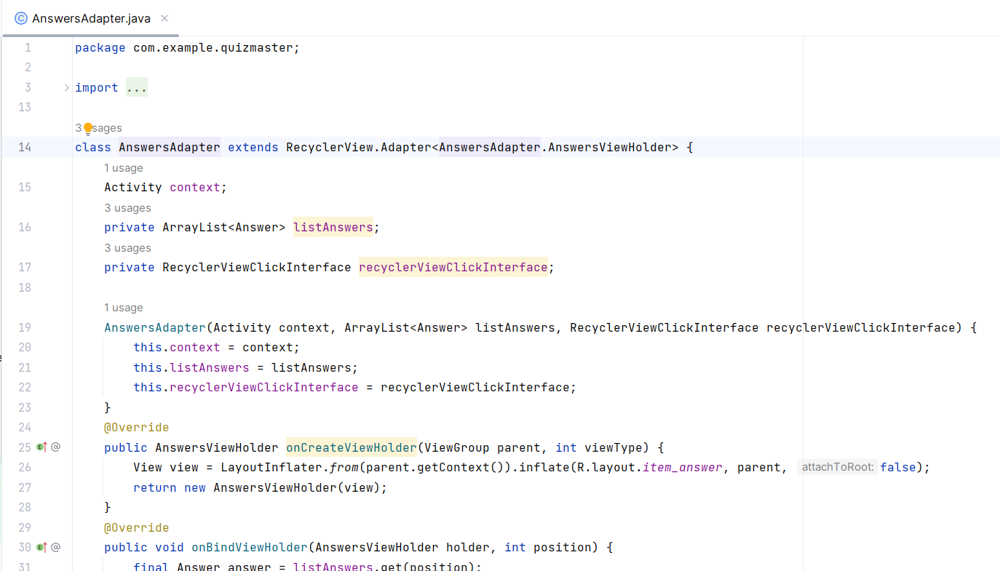 AnswersAdapter.java
1 package com.example.quizmaster;
2
3 import ...
13
3 usages
14 class AnswersAdapter extends RecyclerView.Adapter<AnswersAdapter.AnswersViewHolder> {
1 usage
15 Activity context;
3 usages
16 private ArrayList<Answer> listAnswers;
3 usages
17 private RecyclerViewClickInterface recyclerViewClickInterface;
18
1 usage
19 AnswersAdapter(Activity context, ArrayList<Answer> listAnswers, RecyclerViewClickInterface recyclerViewClickInterface) {
20 this.context = context;
21 this.listAnswers = listAnswers;
22 this.recyclerViewClickInterface = recyclerViewClickInterface;
23 }
24 @Override
25 public AnswersViewHolder onCreateViewHolder(ViewGroup parent, int viewType) {
26 View view = LayoutInflater.from(parent.getContext()).inflate(R.layout.item_answer, parent, attachToRoot: false);
27 return new AnswersViewHolder(view);
28 }
29 @Override
30 public void onBindViewHolder(AnswersViewHolder holder, int position) {
31 final Answer answer = listAnswers.get(position);